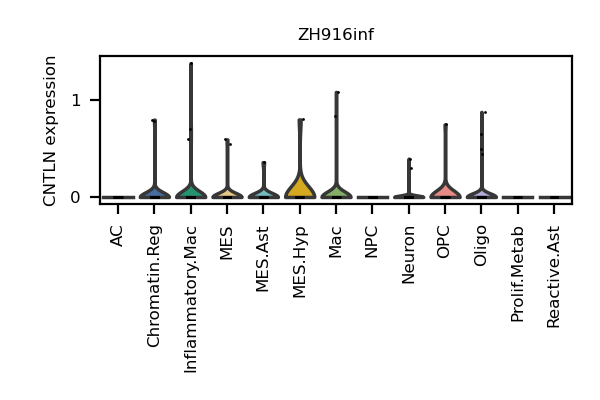 ZH916inf
CNTLN expression
1
0
AC
Chromatin.Reg
Inflammatory.Mac
MES
MES.Ast
MES.Hyp
Mac
NPC
Neuron
OPC
Oligo
Prolif.Metab
Reactive.Ast